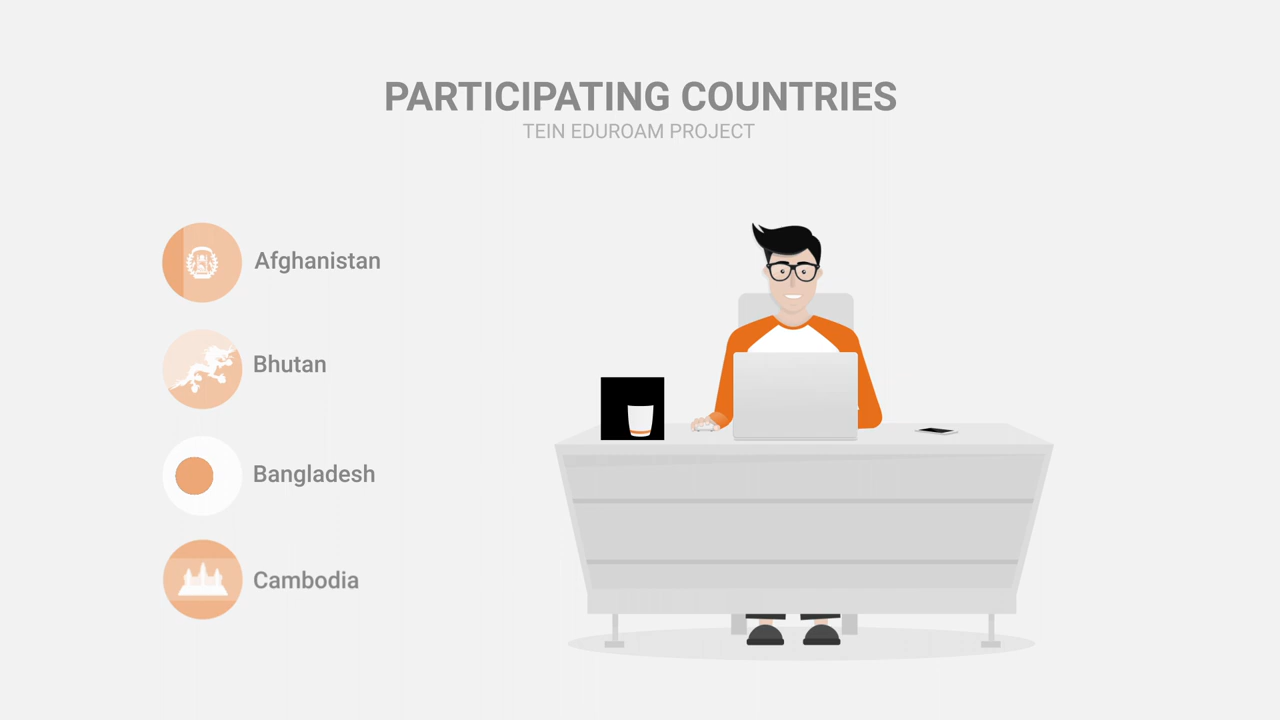 PARTICIPATING COUNTRIES
TEIN EDUROAM PROJECT
Afghanistan
Bhutan
Bangladesh
Cambodia